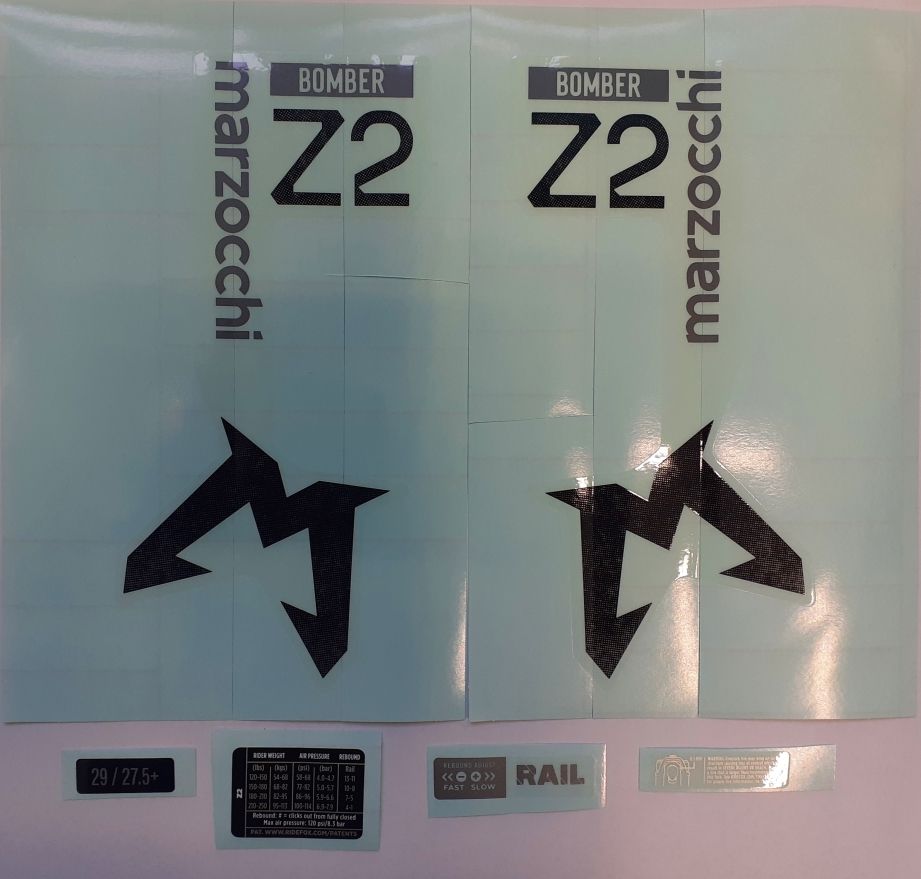 marzocchi
BOMBER
Z2
BOMBER
Z2
marzocchi
29 / 27.5+
Z2
RIDER WEIGHT AIR PRESSURE REBOUND
(lbs) (kgs) (psi) (bar) Rail
120-150 54-68 58-68 4.0-4.7 13-11
150-180 68-82 77-82 5.0-5.7 10-8
180-210 82-95 86-96 5.9-6.6 7-5
210-250 95-113 100-114 6.9-7.9 4-1
Rebound: # = clicks out from fully closed
Max air pressure: 120 psi/8.3 bar
PAT. WWW.RIDEFOX.COM/PATENTS
REBOUND ADJUST
FAST SLOW
RAIL